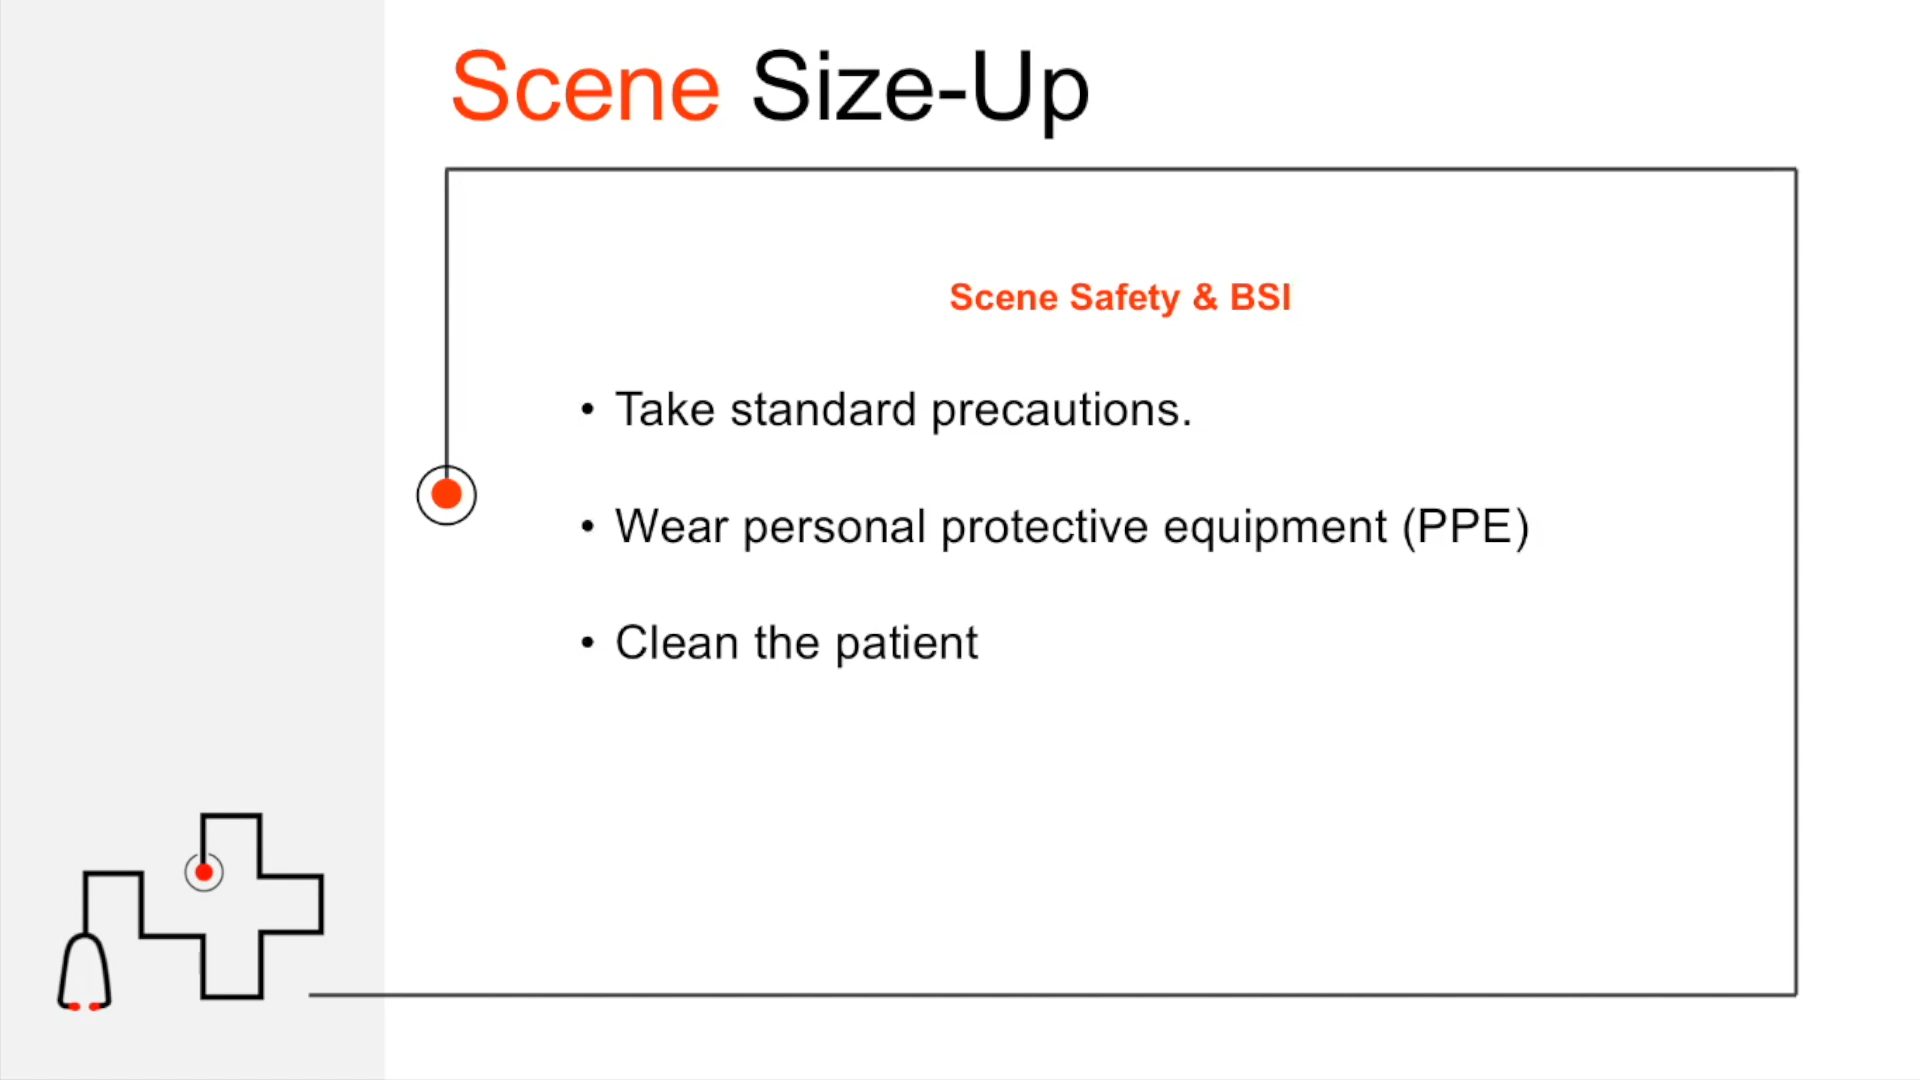 Scene Size-Up
Scene Safety & BSI
• Take standard precautions.
• Wear personal protective equipment (PPE)
• Clean the patient